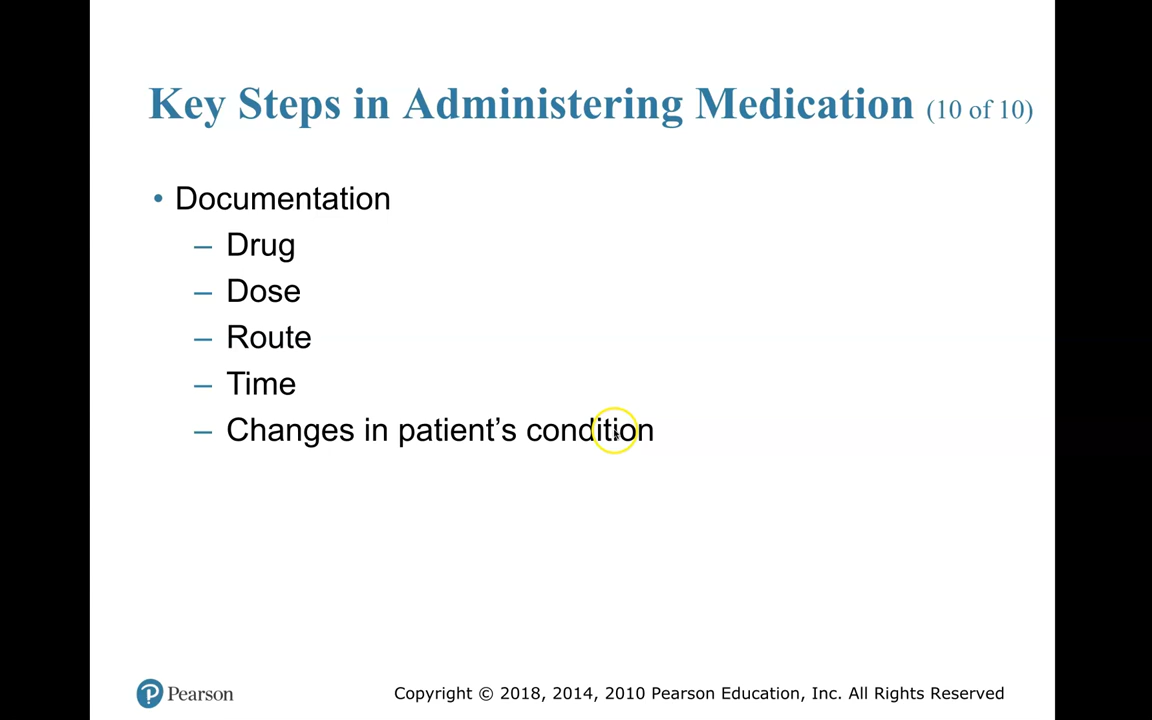 Key Steps in Administering Medication (10 of 10)
• Documentation
– Drug
– Dose
– Route
– Time
– Changes in patient’s condition
Pearson
Copyright © 2018, 2014, 2010 Pearson Education, Inc. All Rights Reserved